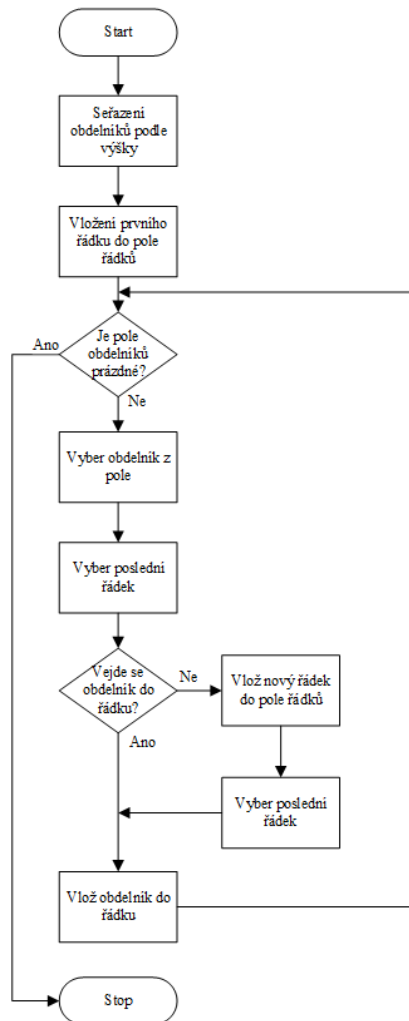 Start
Seřazení
obdelníků podle
výšky
Vložení prvního
řádku do pole
řádků
Ano
Je pole
obdelníků
prázdné?
Ne
Vyber obdelník z
pole
Vyber poslední
řádek
Vejde se
obdelník do
řádku?
Ne
Vlož nový řádek
do pole řádků
Ano
Vyber poslední
řádek
Vlož obdelník do
řádku
Stop